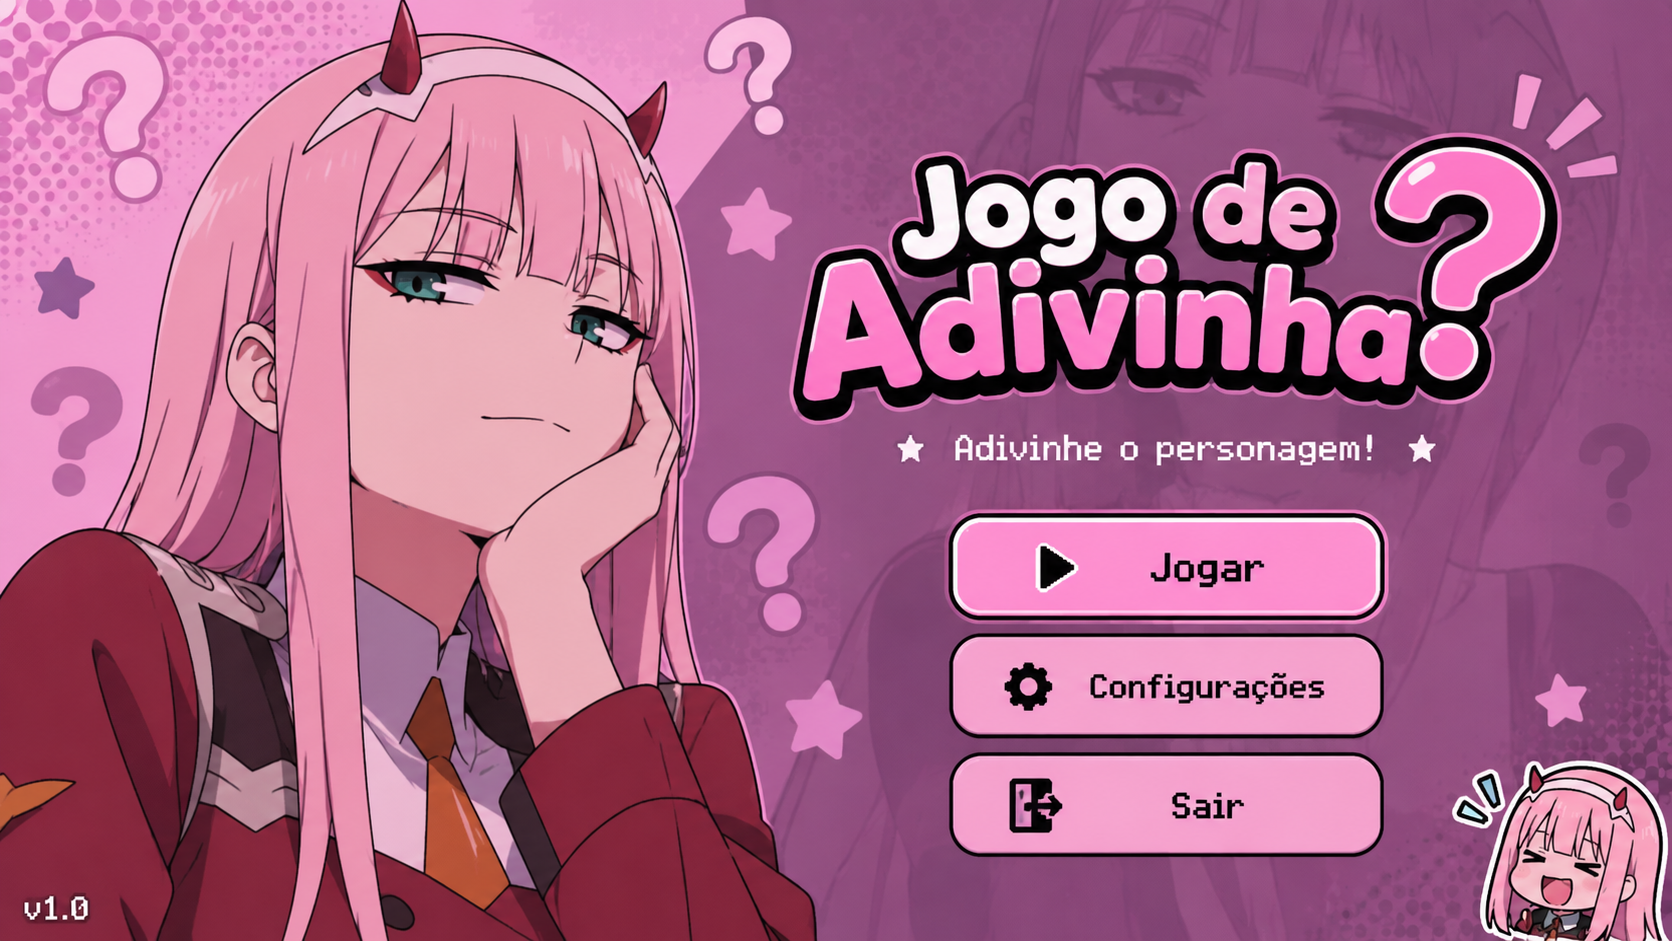 Jogo de
Adivinha?
Adivinhe o personagem!
Jogar
Configurações
Sair
v1.0